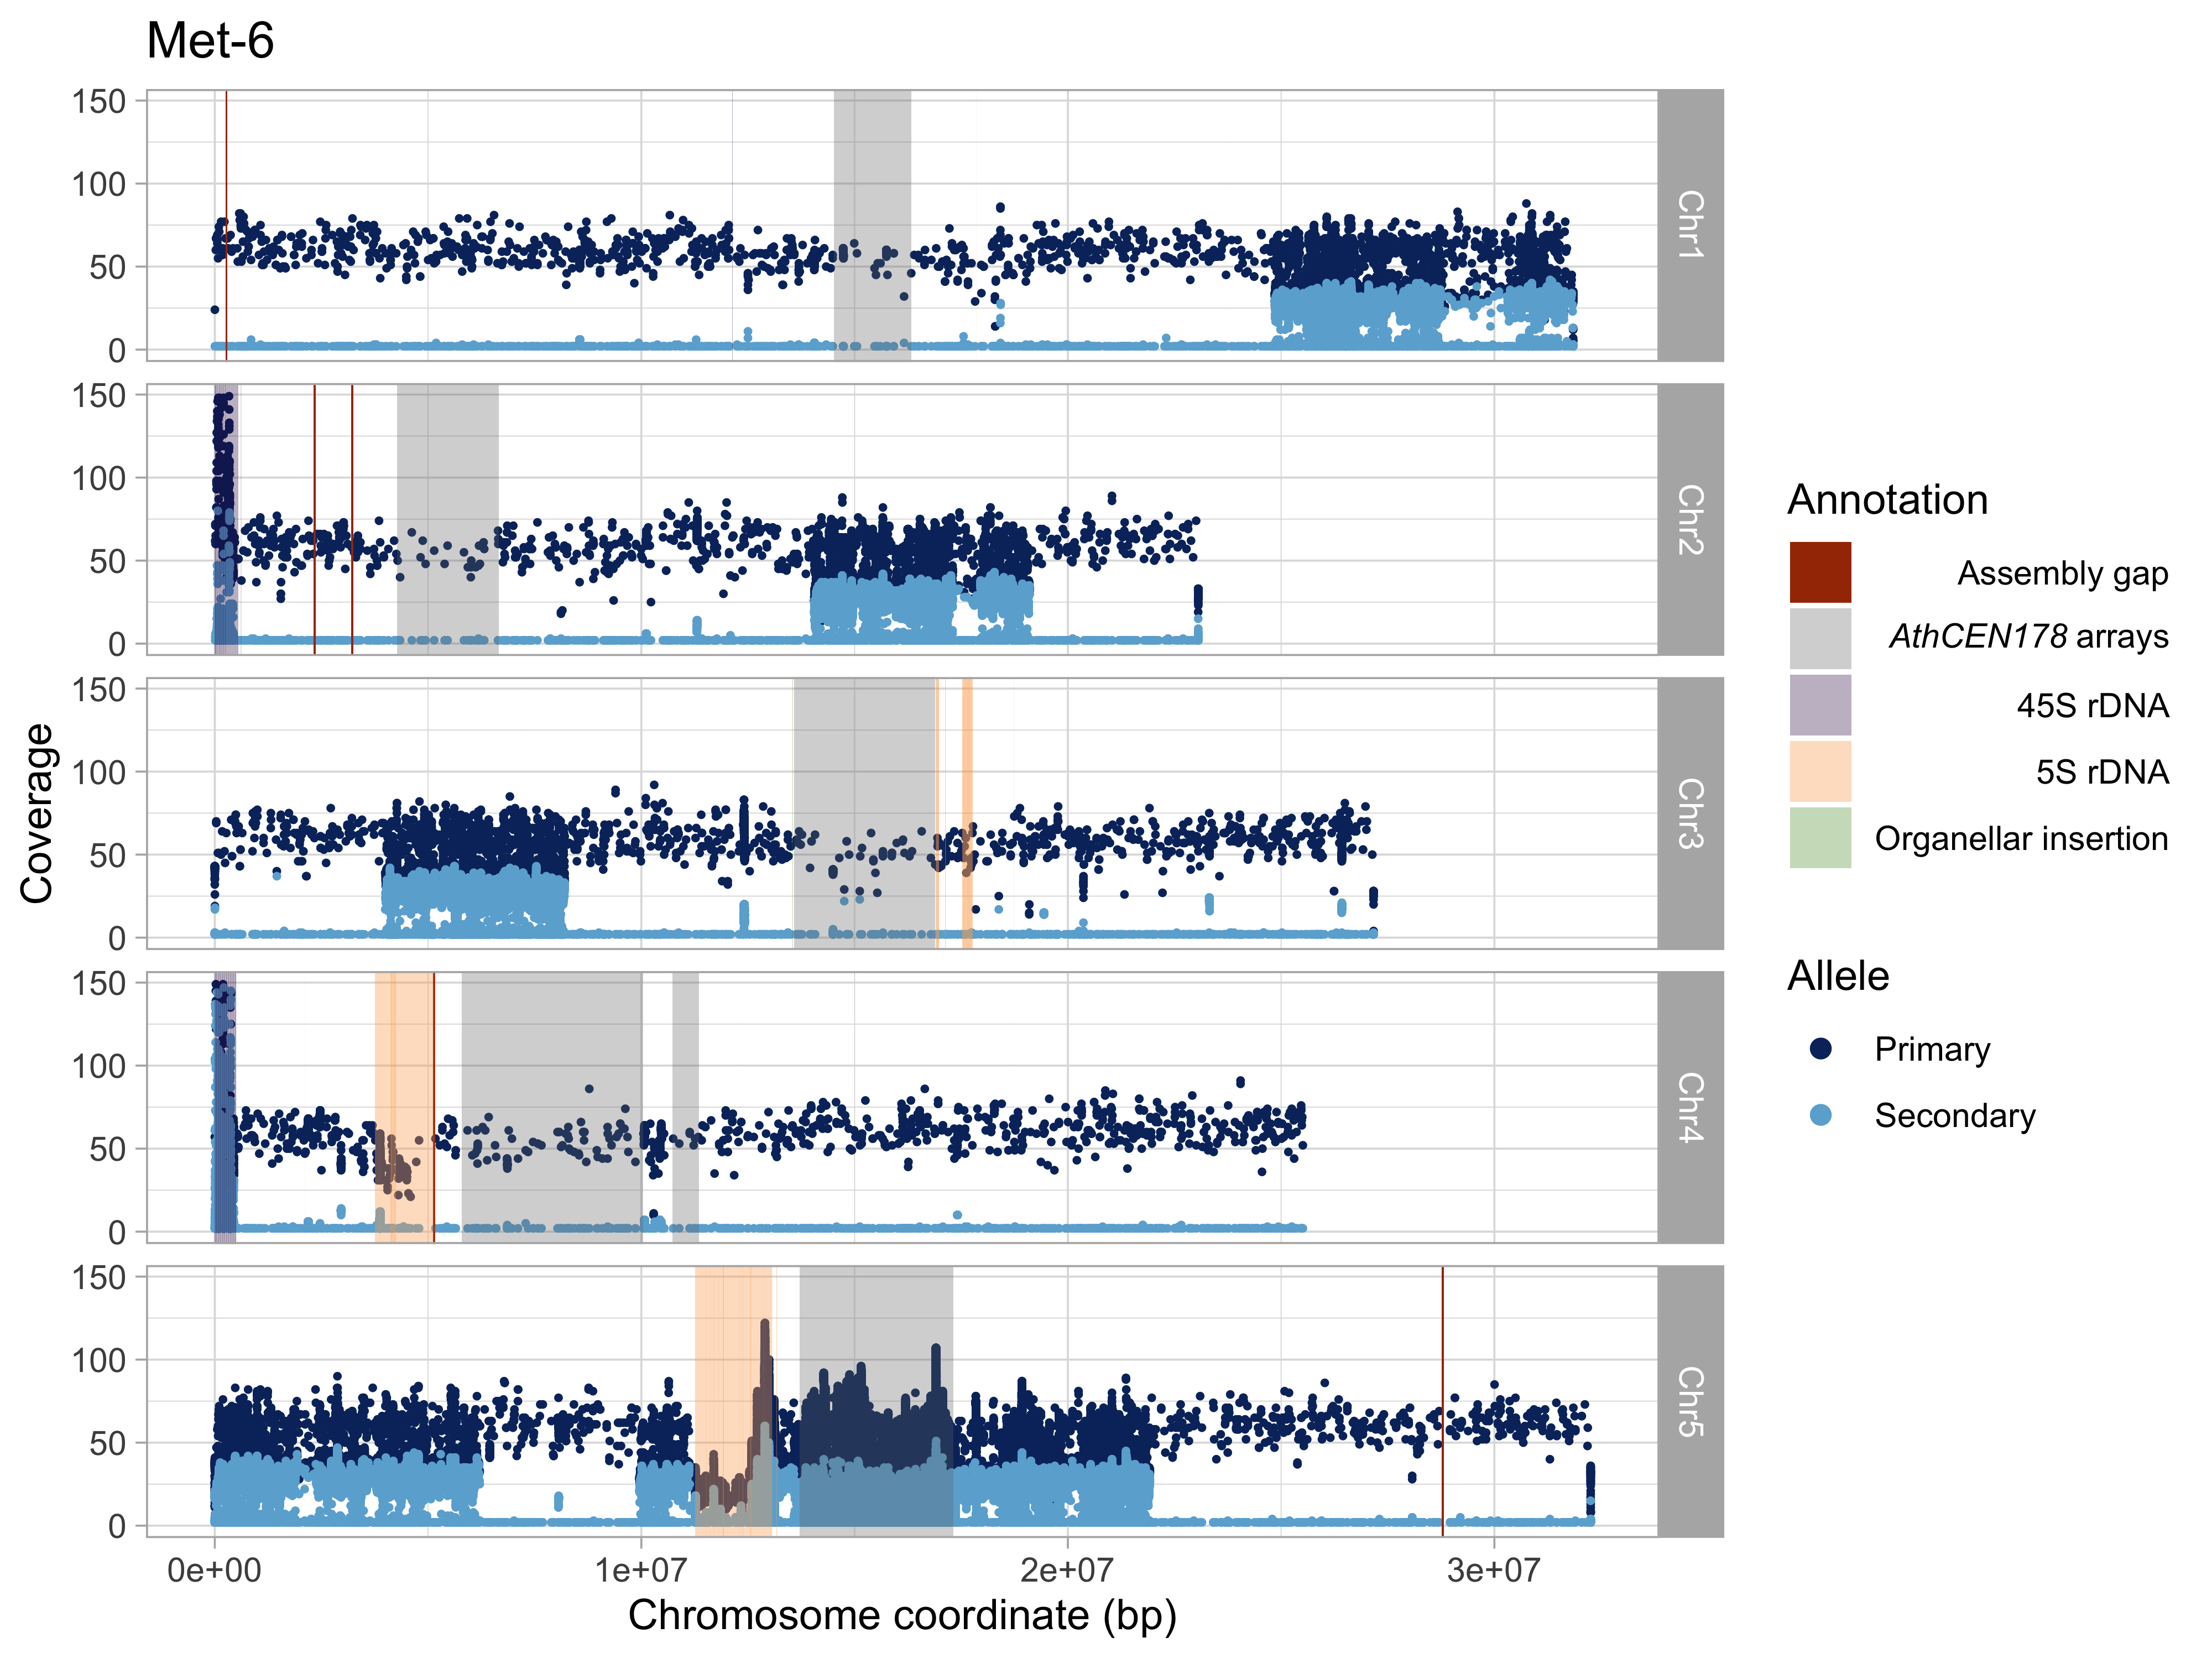 Met-6
150
100
50
0
Chr1
150
100
50
0
Chr2
150
100
50
0
Chr3
150
100
50
0
Chr4
150
100
50
0
Chr5
Coverage
0e+00
1e+07
2e+07
3e+07
Chromosome coordinate (bp)
Annotation
Assembly gap
AthCEN178 arrays
45S rDNA
5S rDNA
Organellar insertion
Allele
Primary
Secondary